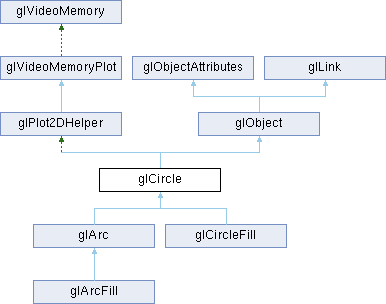 glVideoMemory
glVideoMemoryPlot
glObjectAttributes
glLink
glPlot2DHelper
glObject
glCircle
glArc
glCircleFill
glArcFill